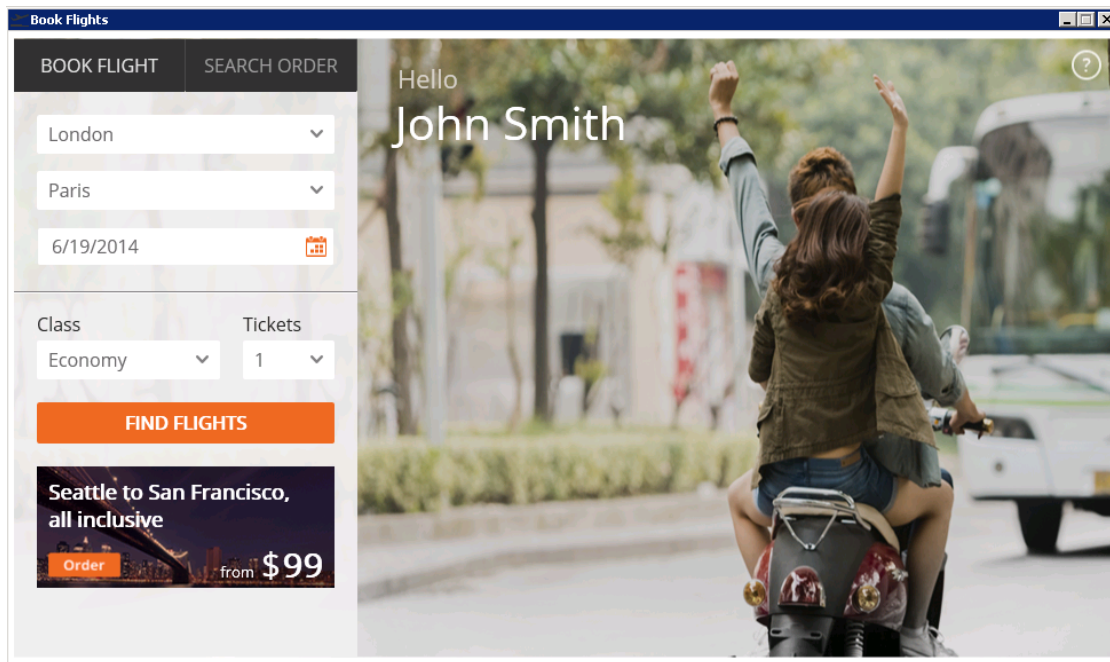 Book Flights
BOOK FLIGHT
SEARCH ORDER
Hello
John Smith
?
London
Paris
6/19/2014
Class
Tickets
Economy
1
FIND FLIGHTS
Seattle to San Francisco,
all inclusive
Order
from $99